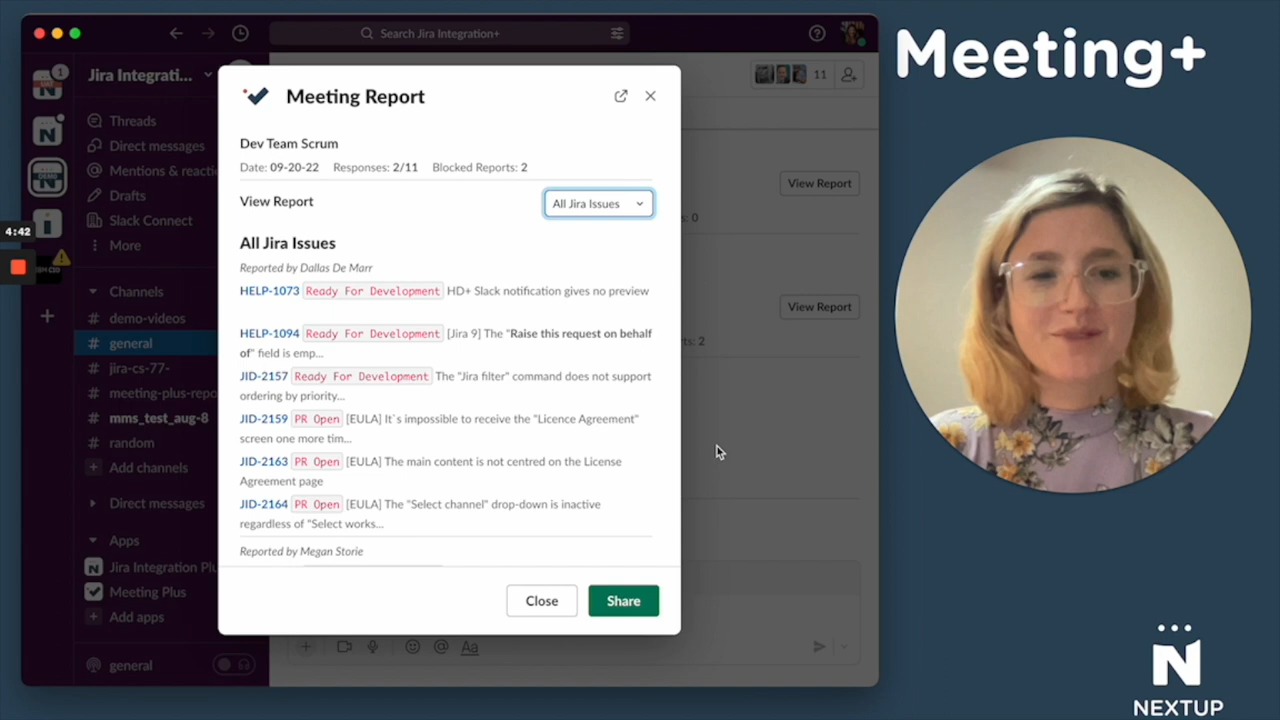 Meeting+
Search Jira Integration+
1
Jira Integrati...
11
Threads
Direct messages
Mentions & reacti
Drafts
Slack Connect
More
4:42
DEMO
Channels
# demo-videos
# general
# jira-cs-77-
# meeting-plus-repo
# mms_test_aug-8
# random
Add channels
Direct messages
Apps
Jira Integration Plu
Meeting Plus
Add apps
general
Meeting Report
Dev Team Scrum
Date: 09-20-22 Responses: 2/11 Blocked Reports: 2
View Report
All Jira Issues
All Jira Issues
Reported by Dallas De Marr
HELP-1073 Ready For Development HD+ Slack notification gives no preview
HELP-1094 Ready For Development [Jira 9] The "Raise this request on behalf
of" field is emp...
JID-2157 Ready For Development The "Jira filter" command does not support
ordering by priority...
JID-2159 PR Open [EULA] It`s impossible to receive the "Licence Agreement"
screen one more tim...
JID-2163 PR Open [EULA] The main content is not centred on the License
Agreement page
JID-2164 PR Open [EULA] The "Select channel" drop-down is inactive
regardless of "Select works...
Reported by Megan Storie
Close
Share
View Report
s: 0
View Report
rts: 2
Aa
NEXTUP